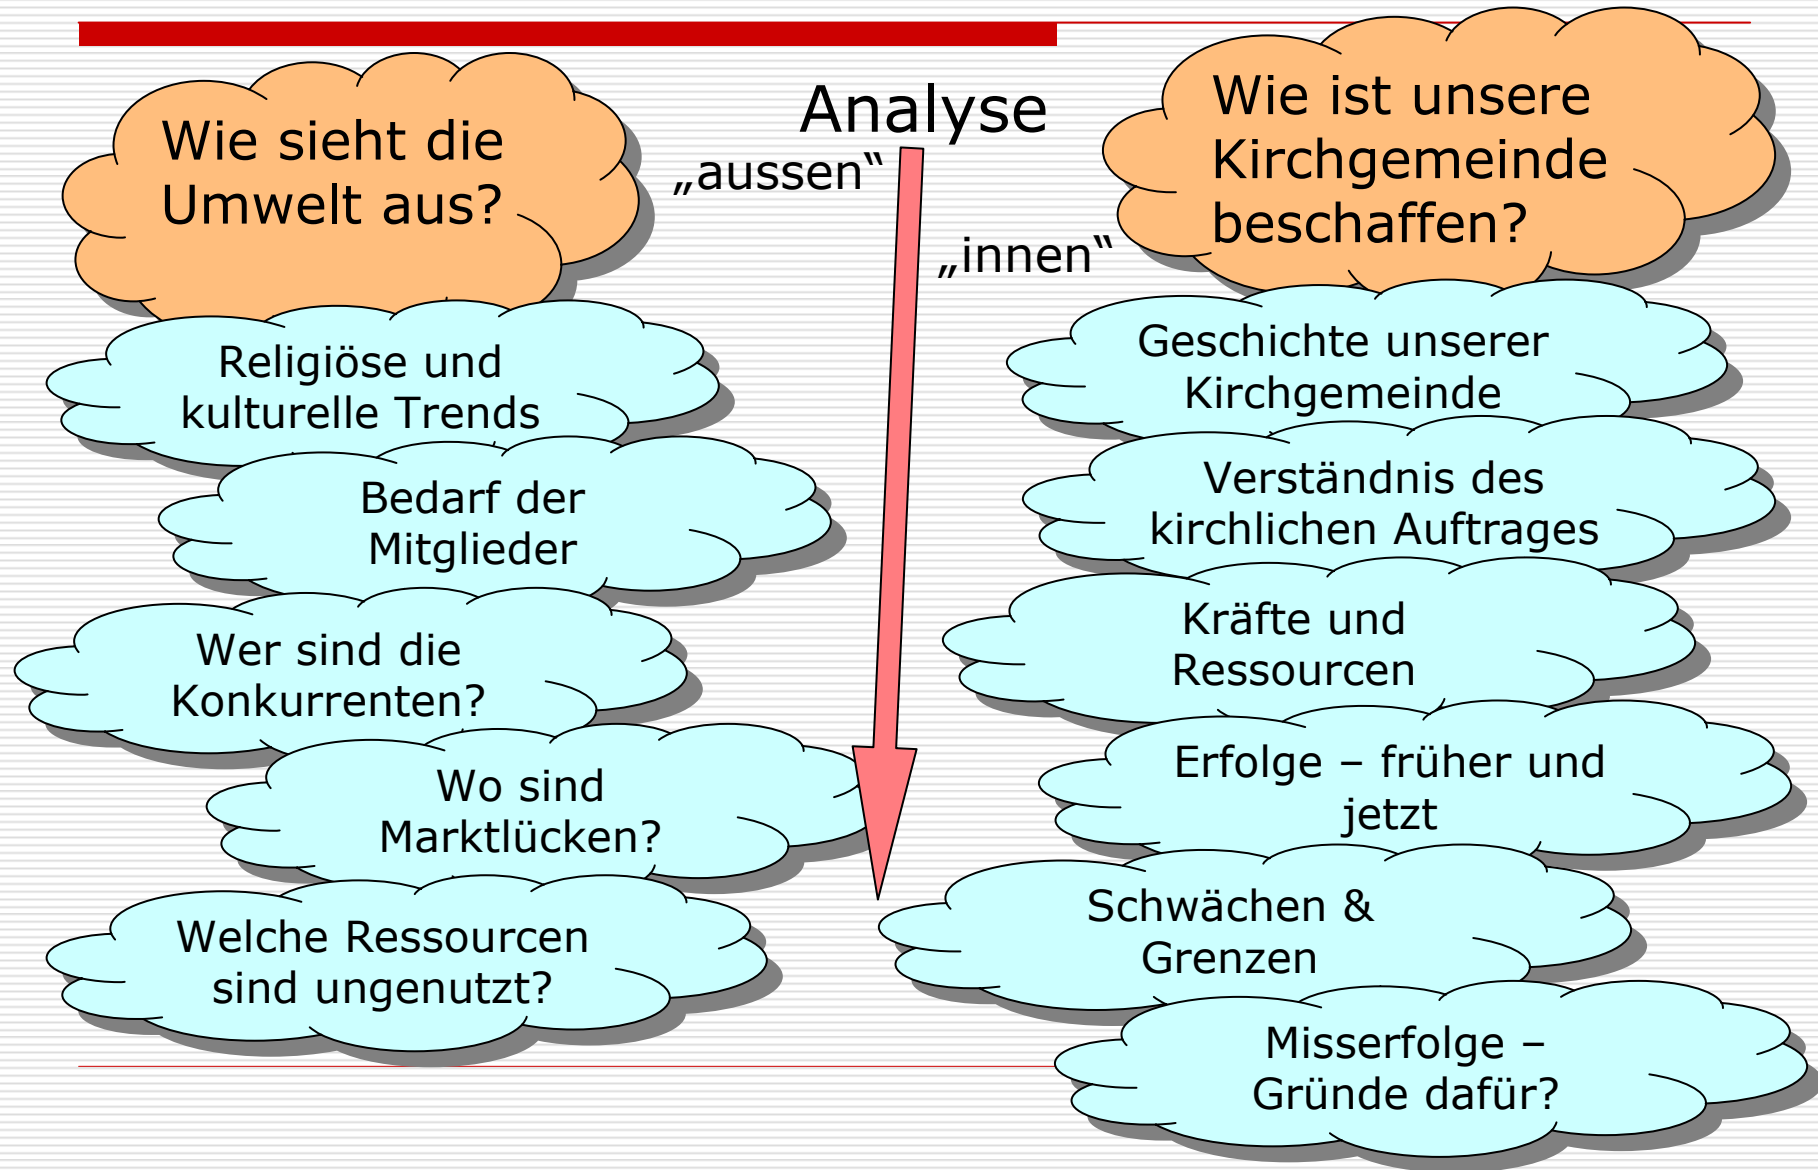 Analyse
„aussen“
„innen“
Wie sieht die
Umwelt aus?
Religiöse und
kulturelle Trends
Bedarf der
Mitglieder
Wer sind die
Konkurrenten?
Wo sind
Marktlücken?
Welche Ressourcen
sind ungenutzt?
Wie ist unsere
Kirchgemeinde
beschaffen?
Geschichte unserer
Kirchgemeinde
Verständnis des
kirchlichen Auftrages
Kräfte und
Ressourcen
Erfolge – früher und
jetzt
Schwächen &
Grenzen
Misserfolge –
Gründe dafür?